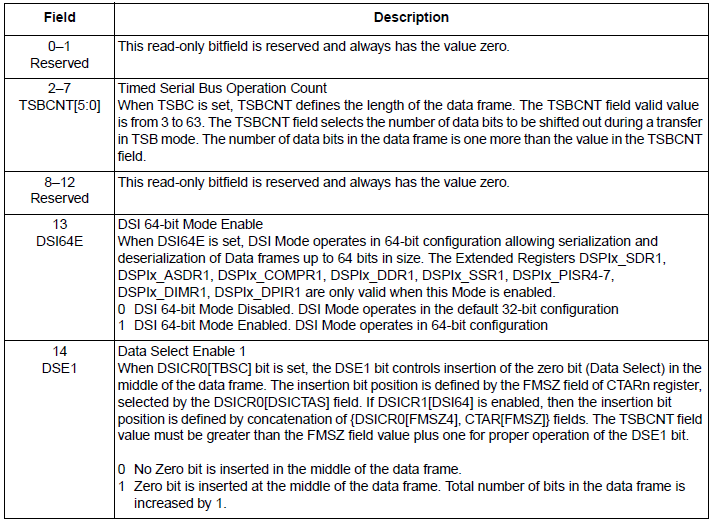 Field
Description
0–1
Reserved
This read-only bitfield is reserved and always has the value zero.
2–7
TSBCNT[5:0]
Timed Serial Bus Operation Count
When TSBC is set, TSBCNT defines the length of the data frame. The TSBCNT field valid value
is from 3 to 63. The TSBCNT field selects the number of data bits to be shifted out during a transfer
in TSB mode. The number of data bits in the data frame is one more than the value in the TSBCNT
field.
8–12
Reserved
This read-only bitfield is reserved and always has the value zero.
13
DSI64E
DSI 64-bit Mode Enable
When DSI64E is set, DSI Mode operates in 64-bit configuration allowing serialization and
deserialization of Data frames up to 64 bits in size. The Extended Registers DSPIx_SDR1,
DSPIx_ASDR1, DSPIx_COMPR1, DSPIx_DDR1, DSPIx_SSR1, DSPIx_PISR4-7,
DSPIx_DIMR1, DSPIx_DPIR1 are only valid when this Mode is enabled.
0 DSI 64-bit Mode Disabled. DSI Mode operates in the default 32-bit configuration
1 DSI 64-bit Mode Enabled. DSI Mode operates in 64-bit configuration
14
DSE1
Data Select Enable 1
When DSICR0[TBSC] bit is set, the DSE1 bit controls insertion of the zero bit (Data Select) in the
middle of the data frame. The insertion bit position is defined by the FMSZ field of CTARn register,
selected by the DSICR0[DSICTAS] field. If DSICR1[DSI64] is enabled, then the insertion bit
position is defined by concatenation of {DSICR0[FMSZ4], CTAR[FMSZ]} fields. The TSBCNT field
value must be greater than the FMSZ field value plus one for proper operation of the DSE1 bit.
0 No Zero bit is inserted in the middle of the data frame.
1 Zero bit is inserted at the middle of the data frame. Total number of bits in the data frame is
increased by 1.